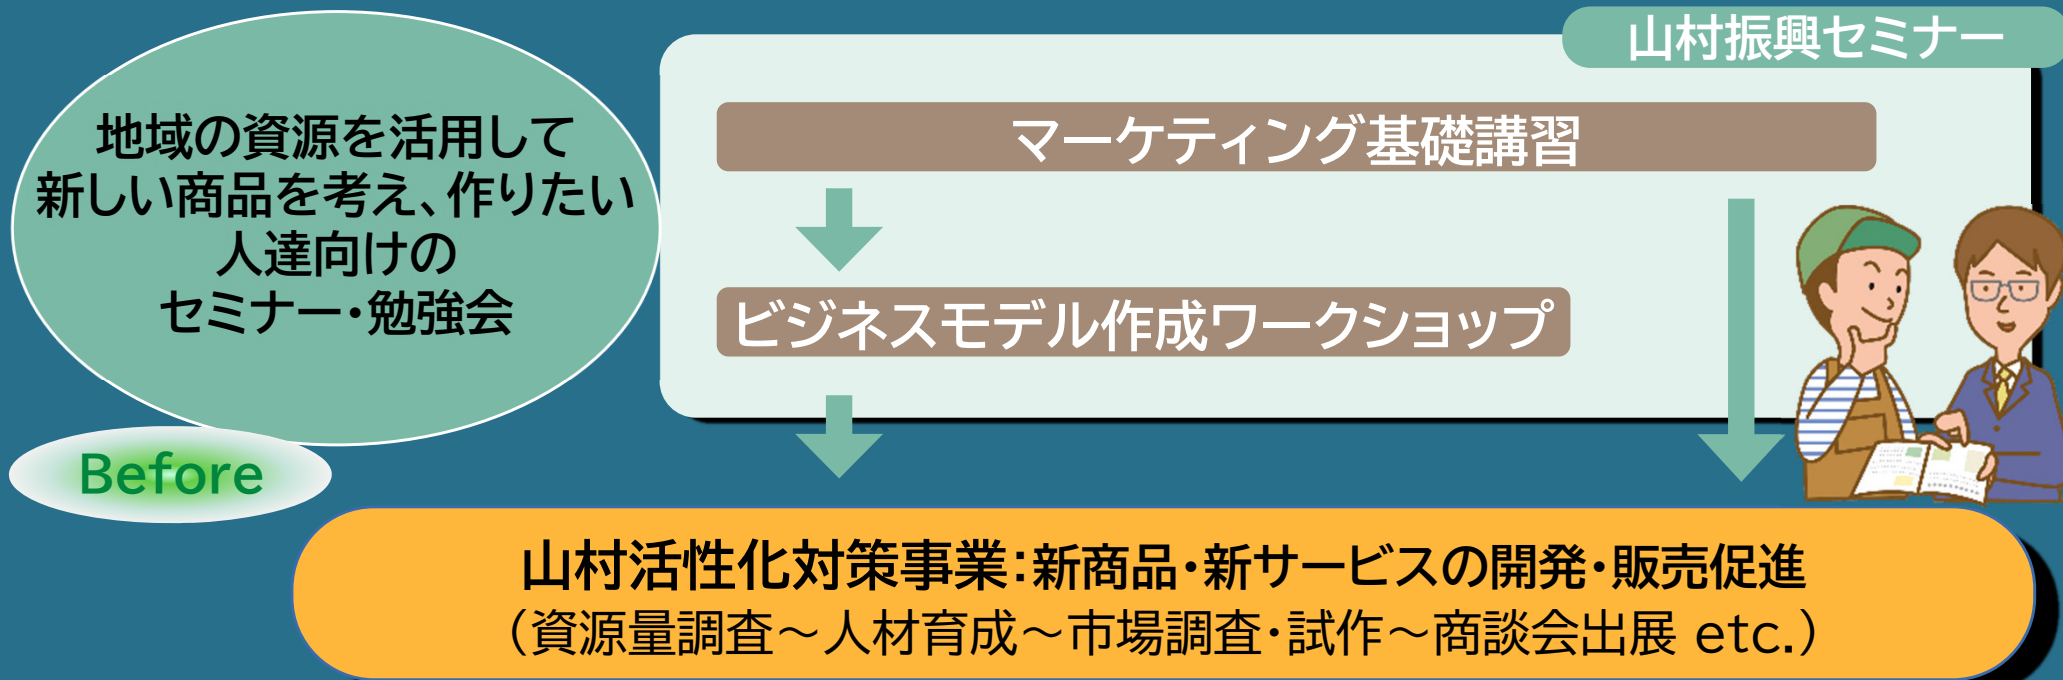 地域の資源を活用して
新しい商品を考え、作りたい
人達向けの
セミナー・勉強会
Before
山村振興セミナー
マーケティング基礎講習
ビジネスモデル作成ワークショップ
山村活性化対策事業：新商品・新サービスの開発・販売促進
（資源量調査～人材育成～市場調査・試作～商談会出展 etc.）